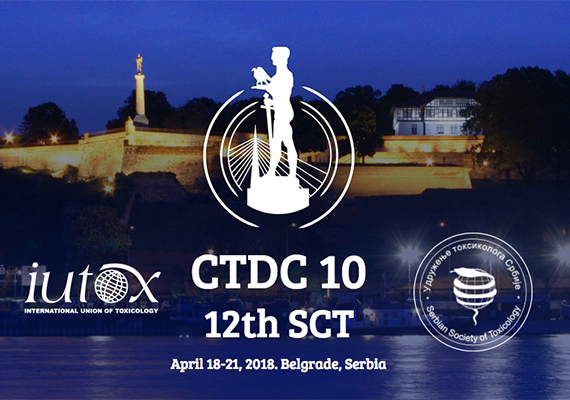 CTDC 10
12th SCT
April 18-21, 2018. Belgrade, Serbia
iutox
INTERNATIONAL UNION OF TOXICOLOGY
Удружење токсиколога Србије
Serbian Society of Toxicology